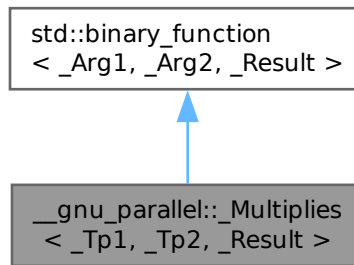 std::binary_function
< _Arg1, _Arg2, _Result >
__gnu_parallel::_Multiplies
< _Tp1, _Tp2, _Result >